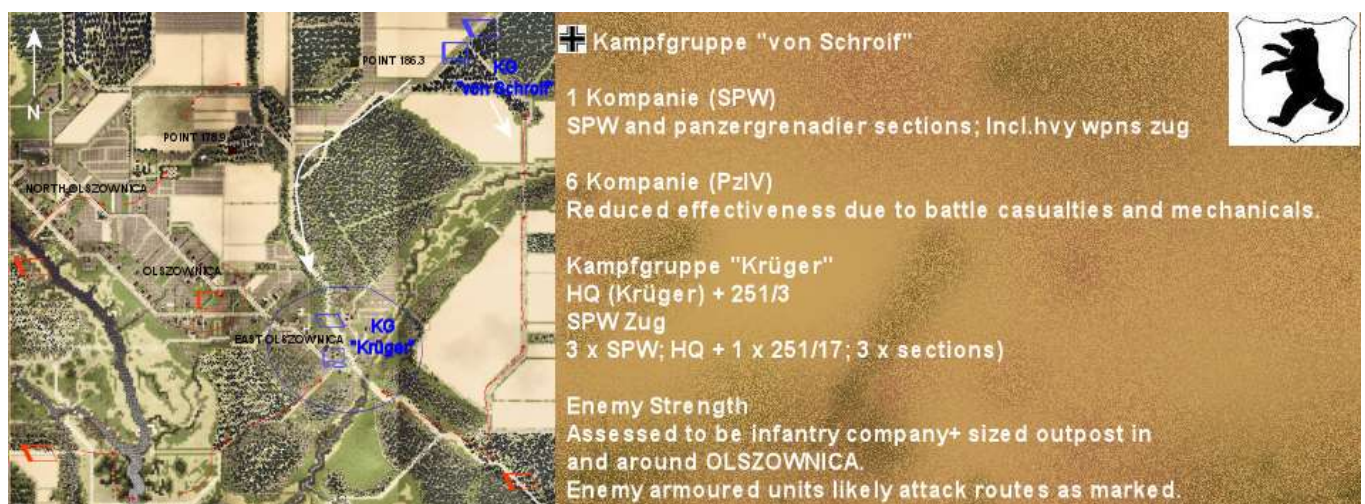 N
POINT 186.3
KG
"von Schroif"
POINT 178.9
NORTH OLSZOWNICA
OLSZOWNICA
EAST OLSZOWNICA
KG
"Krüger"
Kampfgruppe "von Schroif"
1 Kompanie (SPW)
SPW and panzergrenadier sections; Incl.hvy wpns zug
6 Kompanie (PzIV)
Reduced effectiveness due to battle casualties and mechanicals.
Kampfgruppe "Krüger"
HQ (Krüger) + 251/3
SPW Zug
3 x SPW; HQ + 1 x 251/17; 3 x sections)
Enemy Strength
Assessed to be infantry company+ sized outpost in
and around OLSZOWNICA.
Enemy armoured units likely attack routes as marked.